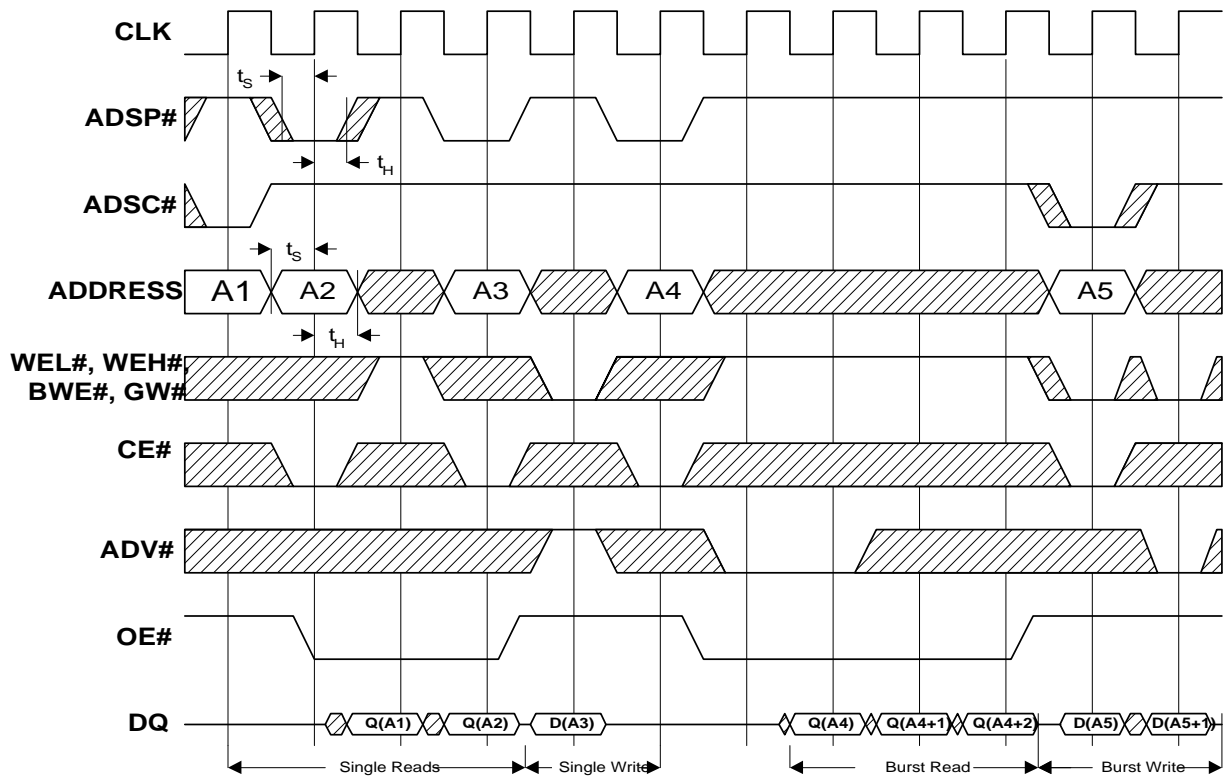 CLK
tS
ADSP#
tH
ADSC#
tS
ADDRESS A1 A2 A3 A4 A5
tH
WEL#, WEH#,
BWE#, GW#
CE#
ADV#
OE#
DQ Q(A1) Q(A2) D(A3) Q(A4) Q(A4+1) Q(A4+2) D(A5) D(A5+1)
Single Reads Single Write Burst Read Burst Write